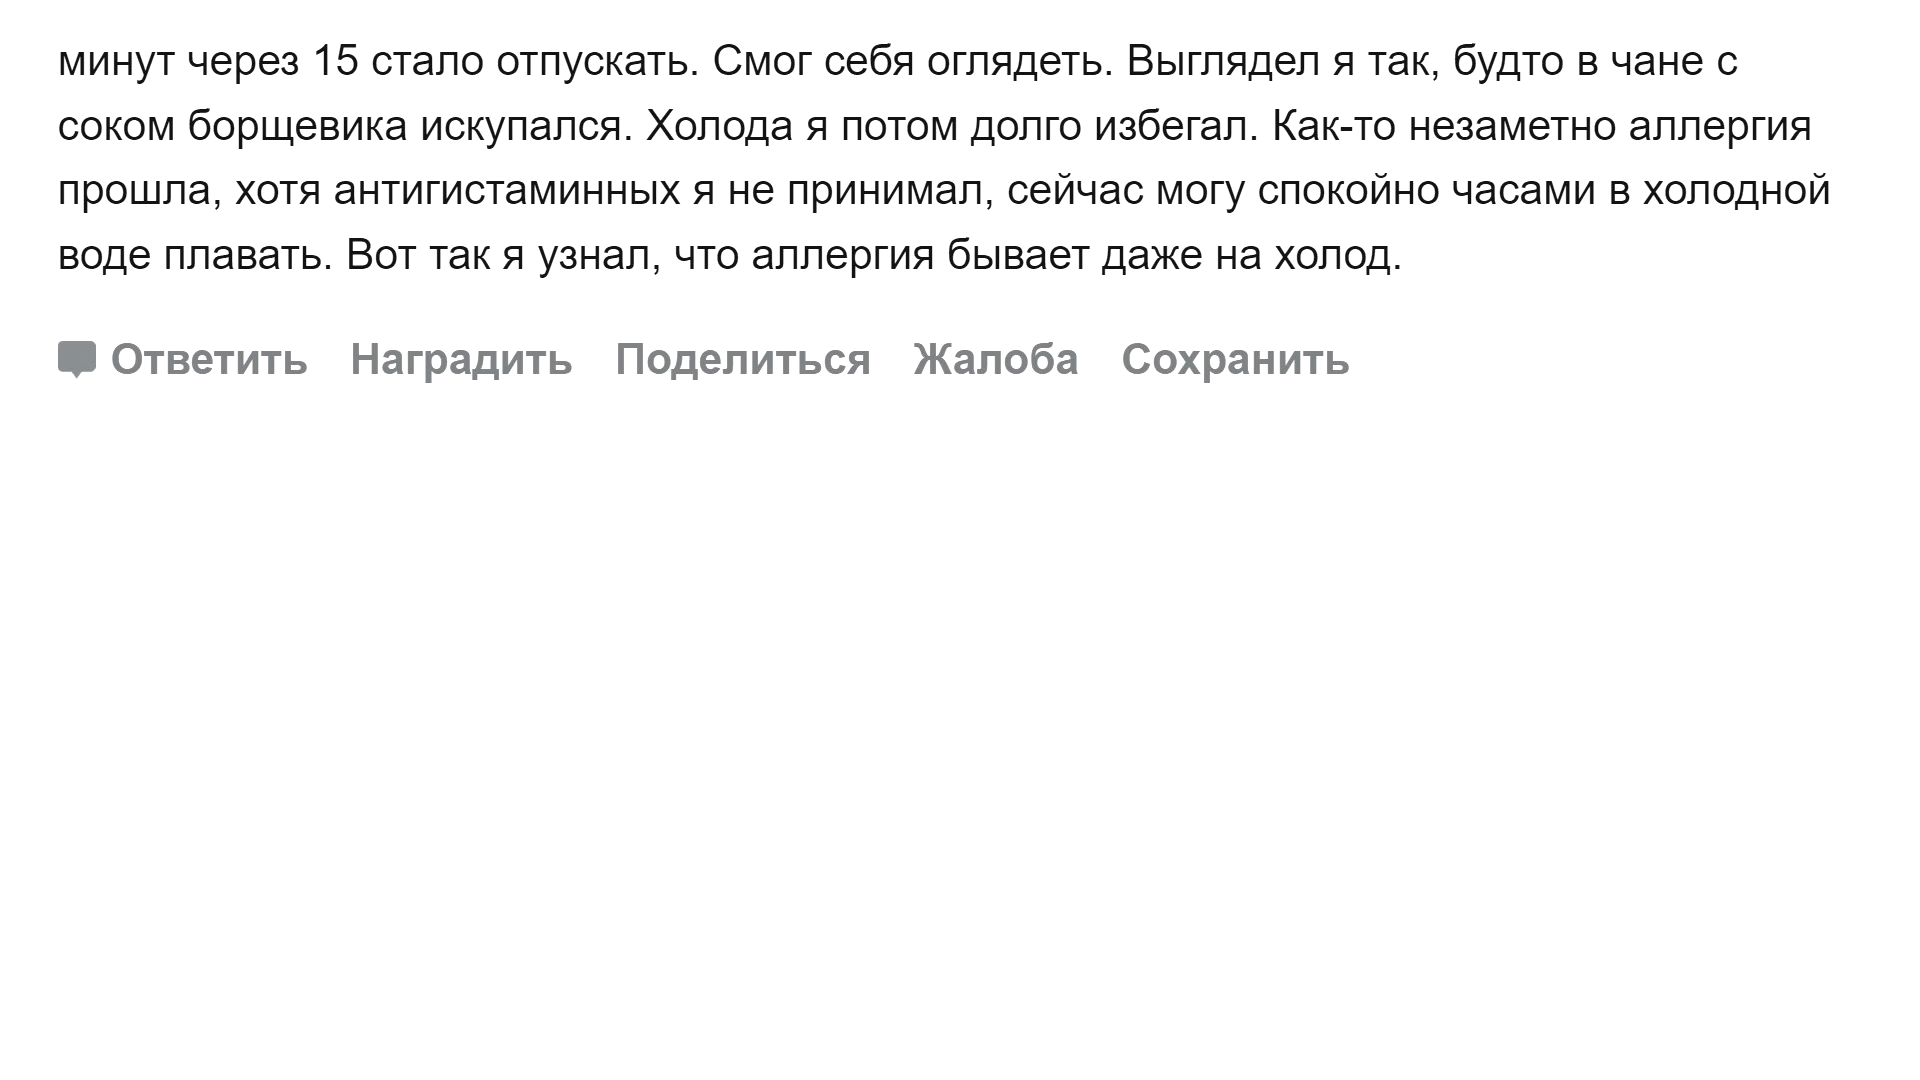 минут через 15 стало отпускать. Смог себя оглядеть. Выглядел я так, будто в чане с
соком борщевика искупался. Холода я потом долго избегал. Как-то незаметно аллергия
прошла, хотя антигистаминных я не принимал, сейчас могу спокойно часами в холодной
воде плавать. Вот так я узнал, что аллергия бывает даже на холод.
Ответить Наградить Поделиться Жалоба Сохранить